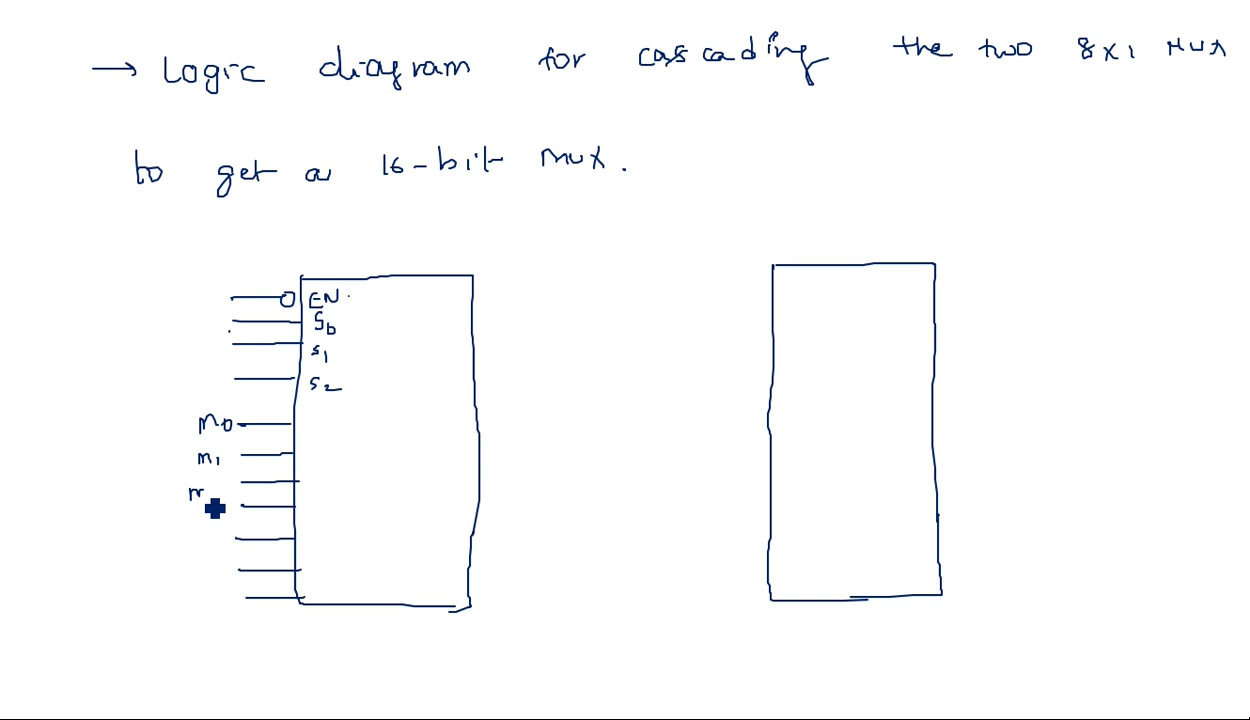 → Logic diagram for cascading the two 8x1 MUX
to get a 16-bit mux.
EN.
S0
S1
S2
m0
m1
m